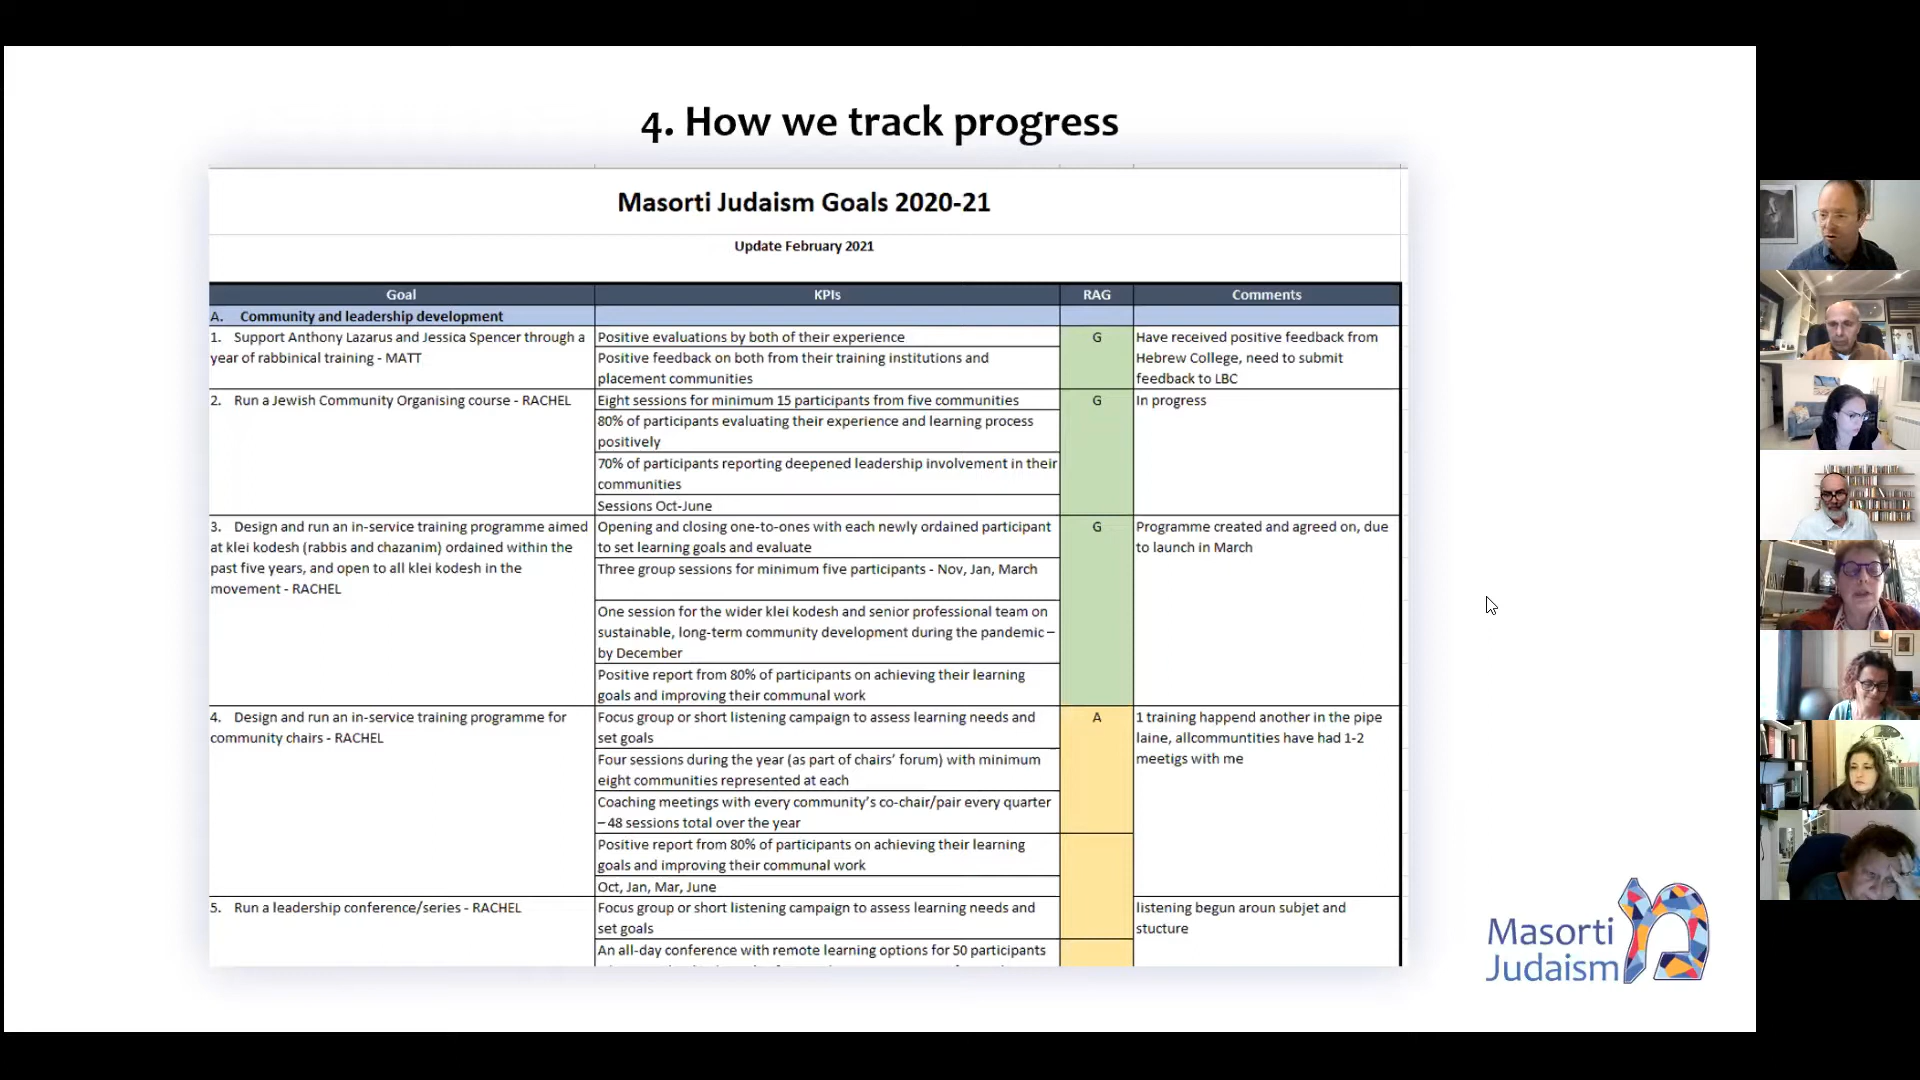 4. How we track progress
Masorti Judaism Goals 2020-21
Update February 2021
Goal
KPIs
RAG
Comments
A. Community and leadership development
1. Support Anthony Lazarus and Jessica Spencer through a
year of rabbinical training - MATT
Positive evaluations by both of their experience
Positive feedback on both from their training institutions and
placement communities
G
Have received positive feedback from
Hebrew College, need to submit
feedback to LBC
2. Run a Jewish Community Organising course - RACHEL
Eight sessions for minimum 15 participants from five communities
80% of participants evaluating their experience and learning process
positively
70% of participants reporting deepened leadership involvement in their
communities
Sessions Oct-June
G
In progress
3. Design and run an in-service training programme aimed
at klei kodesh (rabbis and chazanim) ordained within the
past five years, and open to all klei kodesh in the
movement - RACHEL
Opening and closing one-to-ones with each newly ordained participant
to set learning goals and evaluate
Three group sessions for minimum five participants - Nov, Jan, March
One session for the wider klei kodesh and senior professional team on
sustainable, long-term community development during the pandemic –
by December
Positive report from 80% of participants on achieving their learning
goals and improving their communal work
G
Programme created and agreed on, due
to launch in March
4. Design and run an in-service training programme for
community chairs - RACHEL
Focus group or short listening campaign to assess learning needs and
set goals
Four sessions during the year (as part of chairs’ forum) with minimum
eight communities represented at each
Coaching meetings with every community’s co-chair/pair every quarter
– 48 sessions total over the year
Positive report from 80% of participants on achieving their learning
goals and improving their communal work
Oct, Jan, Mar, June
A
1 training happend another in the pipe
laine, allcommuntities have had 1-2
meetigs with me
5. Run a leadership conference/series - RACHEL
Focus group or short listening campaign to assess learning needs and
set goals
An all-day conference with remote learning options for 50 participants
listening begun aroun subjet and
stucture
Masorti
Judaism